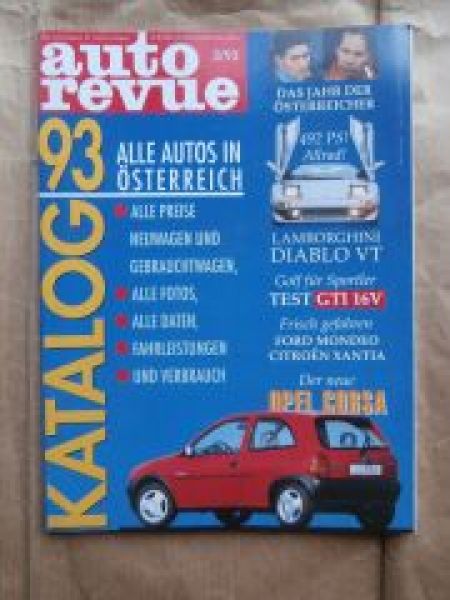 auto
revue
3/93
KATALOG 93
ALLE AUTOS IN
ÖSTERREICH
ALLE PREISE
NEUWAGEN UND
GEBRAUCHTWAGEN,
ALLE FOTOS,
ALLE DATEN,
FAHRLEISTUNGEN
UND VERBRAUCH
DAS JAHR DER
ÖSTERREICHER
492 PS!
Allrad!
LAMBORGHINI
DIABLO VT
Golf für Sportler
TEST GTI 16V
Frisch gefahren
FORD MONDEO
CITROËN XANTIA
Der neue
OPEL CORSA